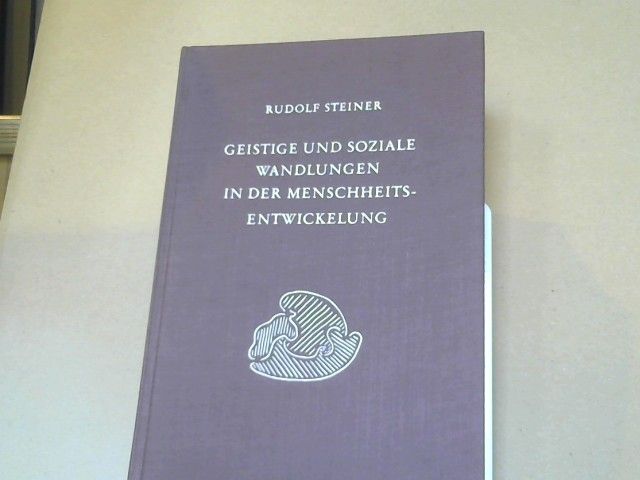 RUDOLF STEINER
GEISTIGE UND SOZIALE
WANDLUNGEN
IN DER MENSCHHEITS-
ENTWICKELUNG